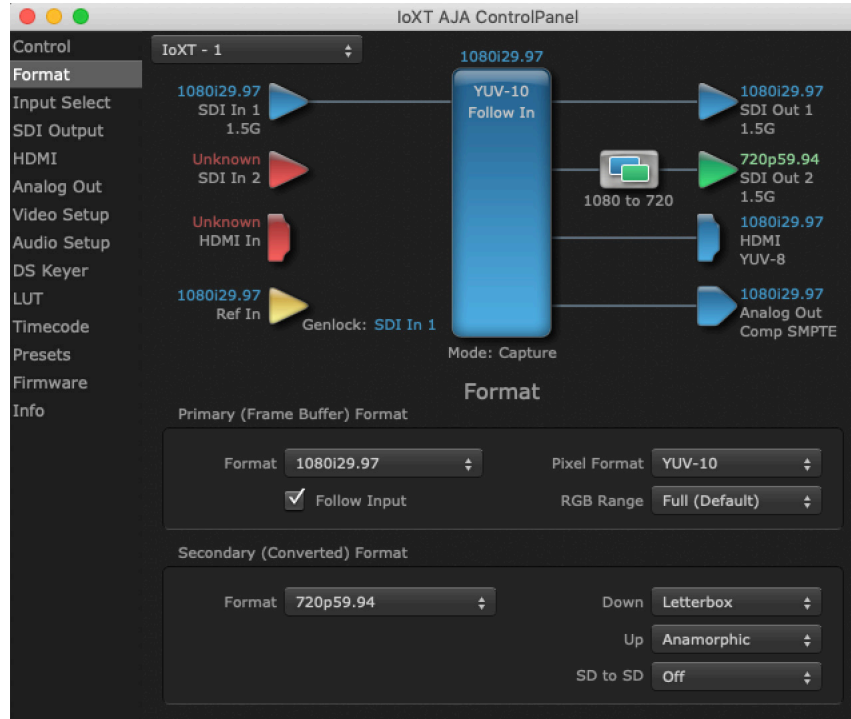 IoXT AJA ControlPanel
Control
Format
Input Select
SDI Output
HDMI
Analog Out
Video Setup
Audio Setup
DS Keyer
LUT
Timecode
Presets
Firmware
Info
IoXT - 1
1080i29.97
1080i29.97
SDI In 1
1.5G
Unknown
SDI In 2
Unknown
HDMI In
1080i29.97
Ref In
Genlock: SDI In 1
YUV-10
Follow In
Mode: Capture
1080 to 720
1080i29.97
SDI Out 1
1.5G
720p59.94
SDI Out 2
1.5G
1080i29.97
HDMI
YUV-8
1080i29.97
Analog Out
Comp SMPTE
Format
Primary (Frame Buffer) Format
Format 1080i29.97
Pixel Format YUV-10
Follow Input
RGB Range Full (Default)
Secondary (Converted) Format
Format 720p59.94
Down Letterbox
Up Anamorphic
SD to SD Off